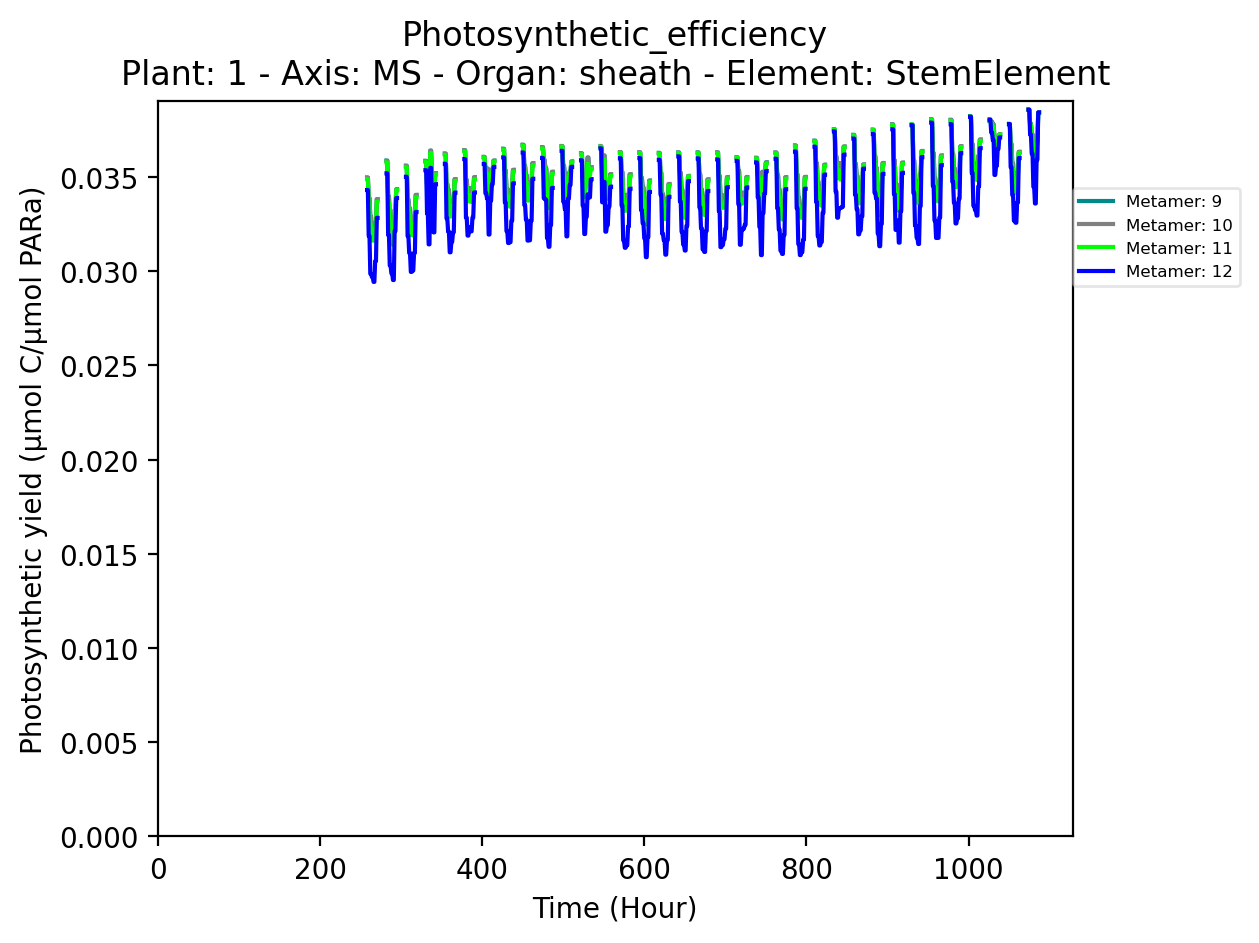 Photosynthetic_efficiency
Plant: 1 - Axis: MS - Organ: sheath - Element: StemElement
Photosynthetic yield (µmol C/µmol PARa)
0.035
0.030
0.025
0.020
0.015
0.010
0.005
0.000
0 200 400 600 800 1000
Time (Hour)
Metamer: 9
Metamer: 10
Metamer: 11
Metamer: 12